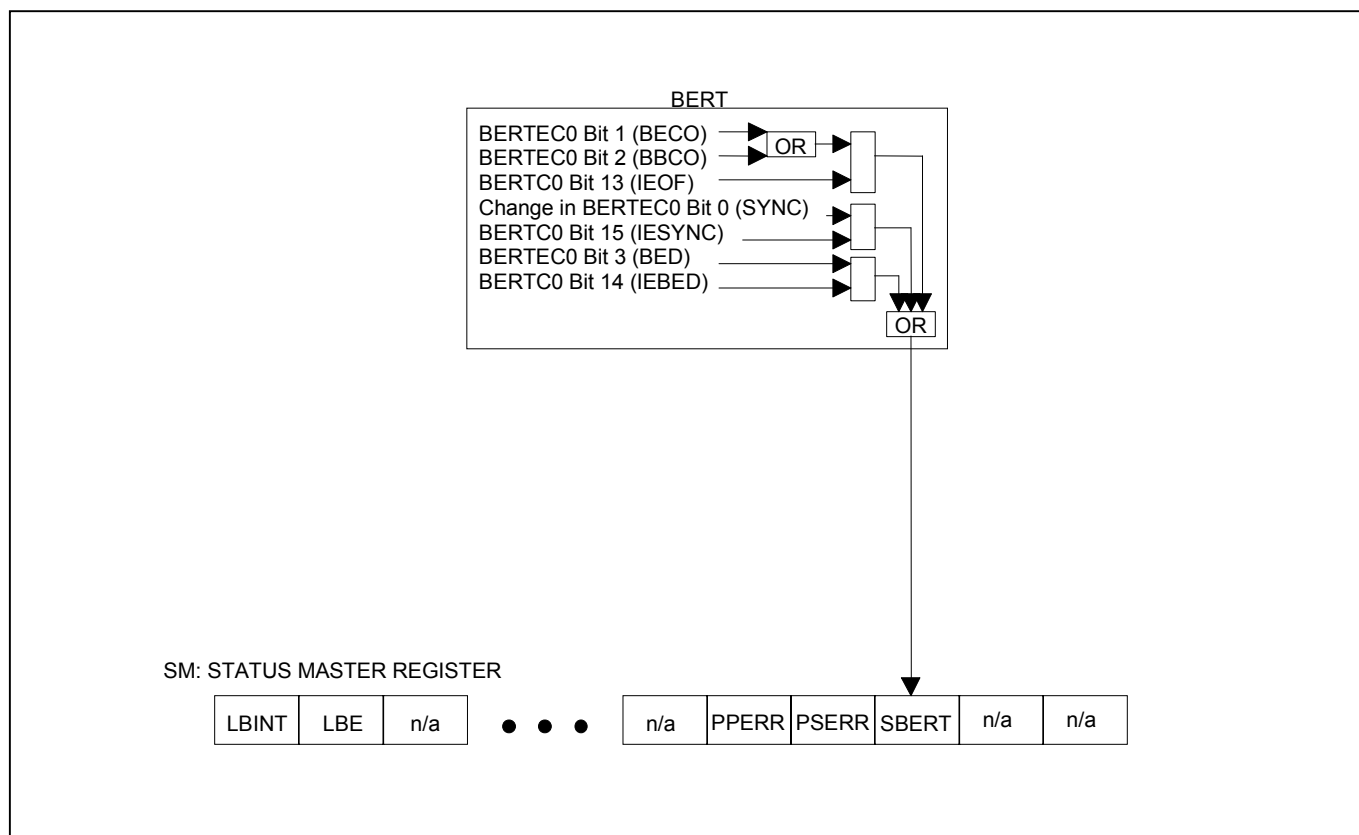 BERT
BERTEC0 Bit 1 (BECO)
BERTEC0 Bit 2 (BBCO)
OR
BERTC0 Bit 13 (IEOF)
Change in BERTEC0 Bit 0 (SYNC)
BERTC0 Bit 15 (IESYNC)
BERTEC0 Bit 3 (BED)
BERTC0 Bit 14 (IEBED)
OR
SM: STATUS MASTER REGISTER
LBINT LBE n/a n/a PPERR PSERR SBERT n/a n/a